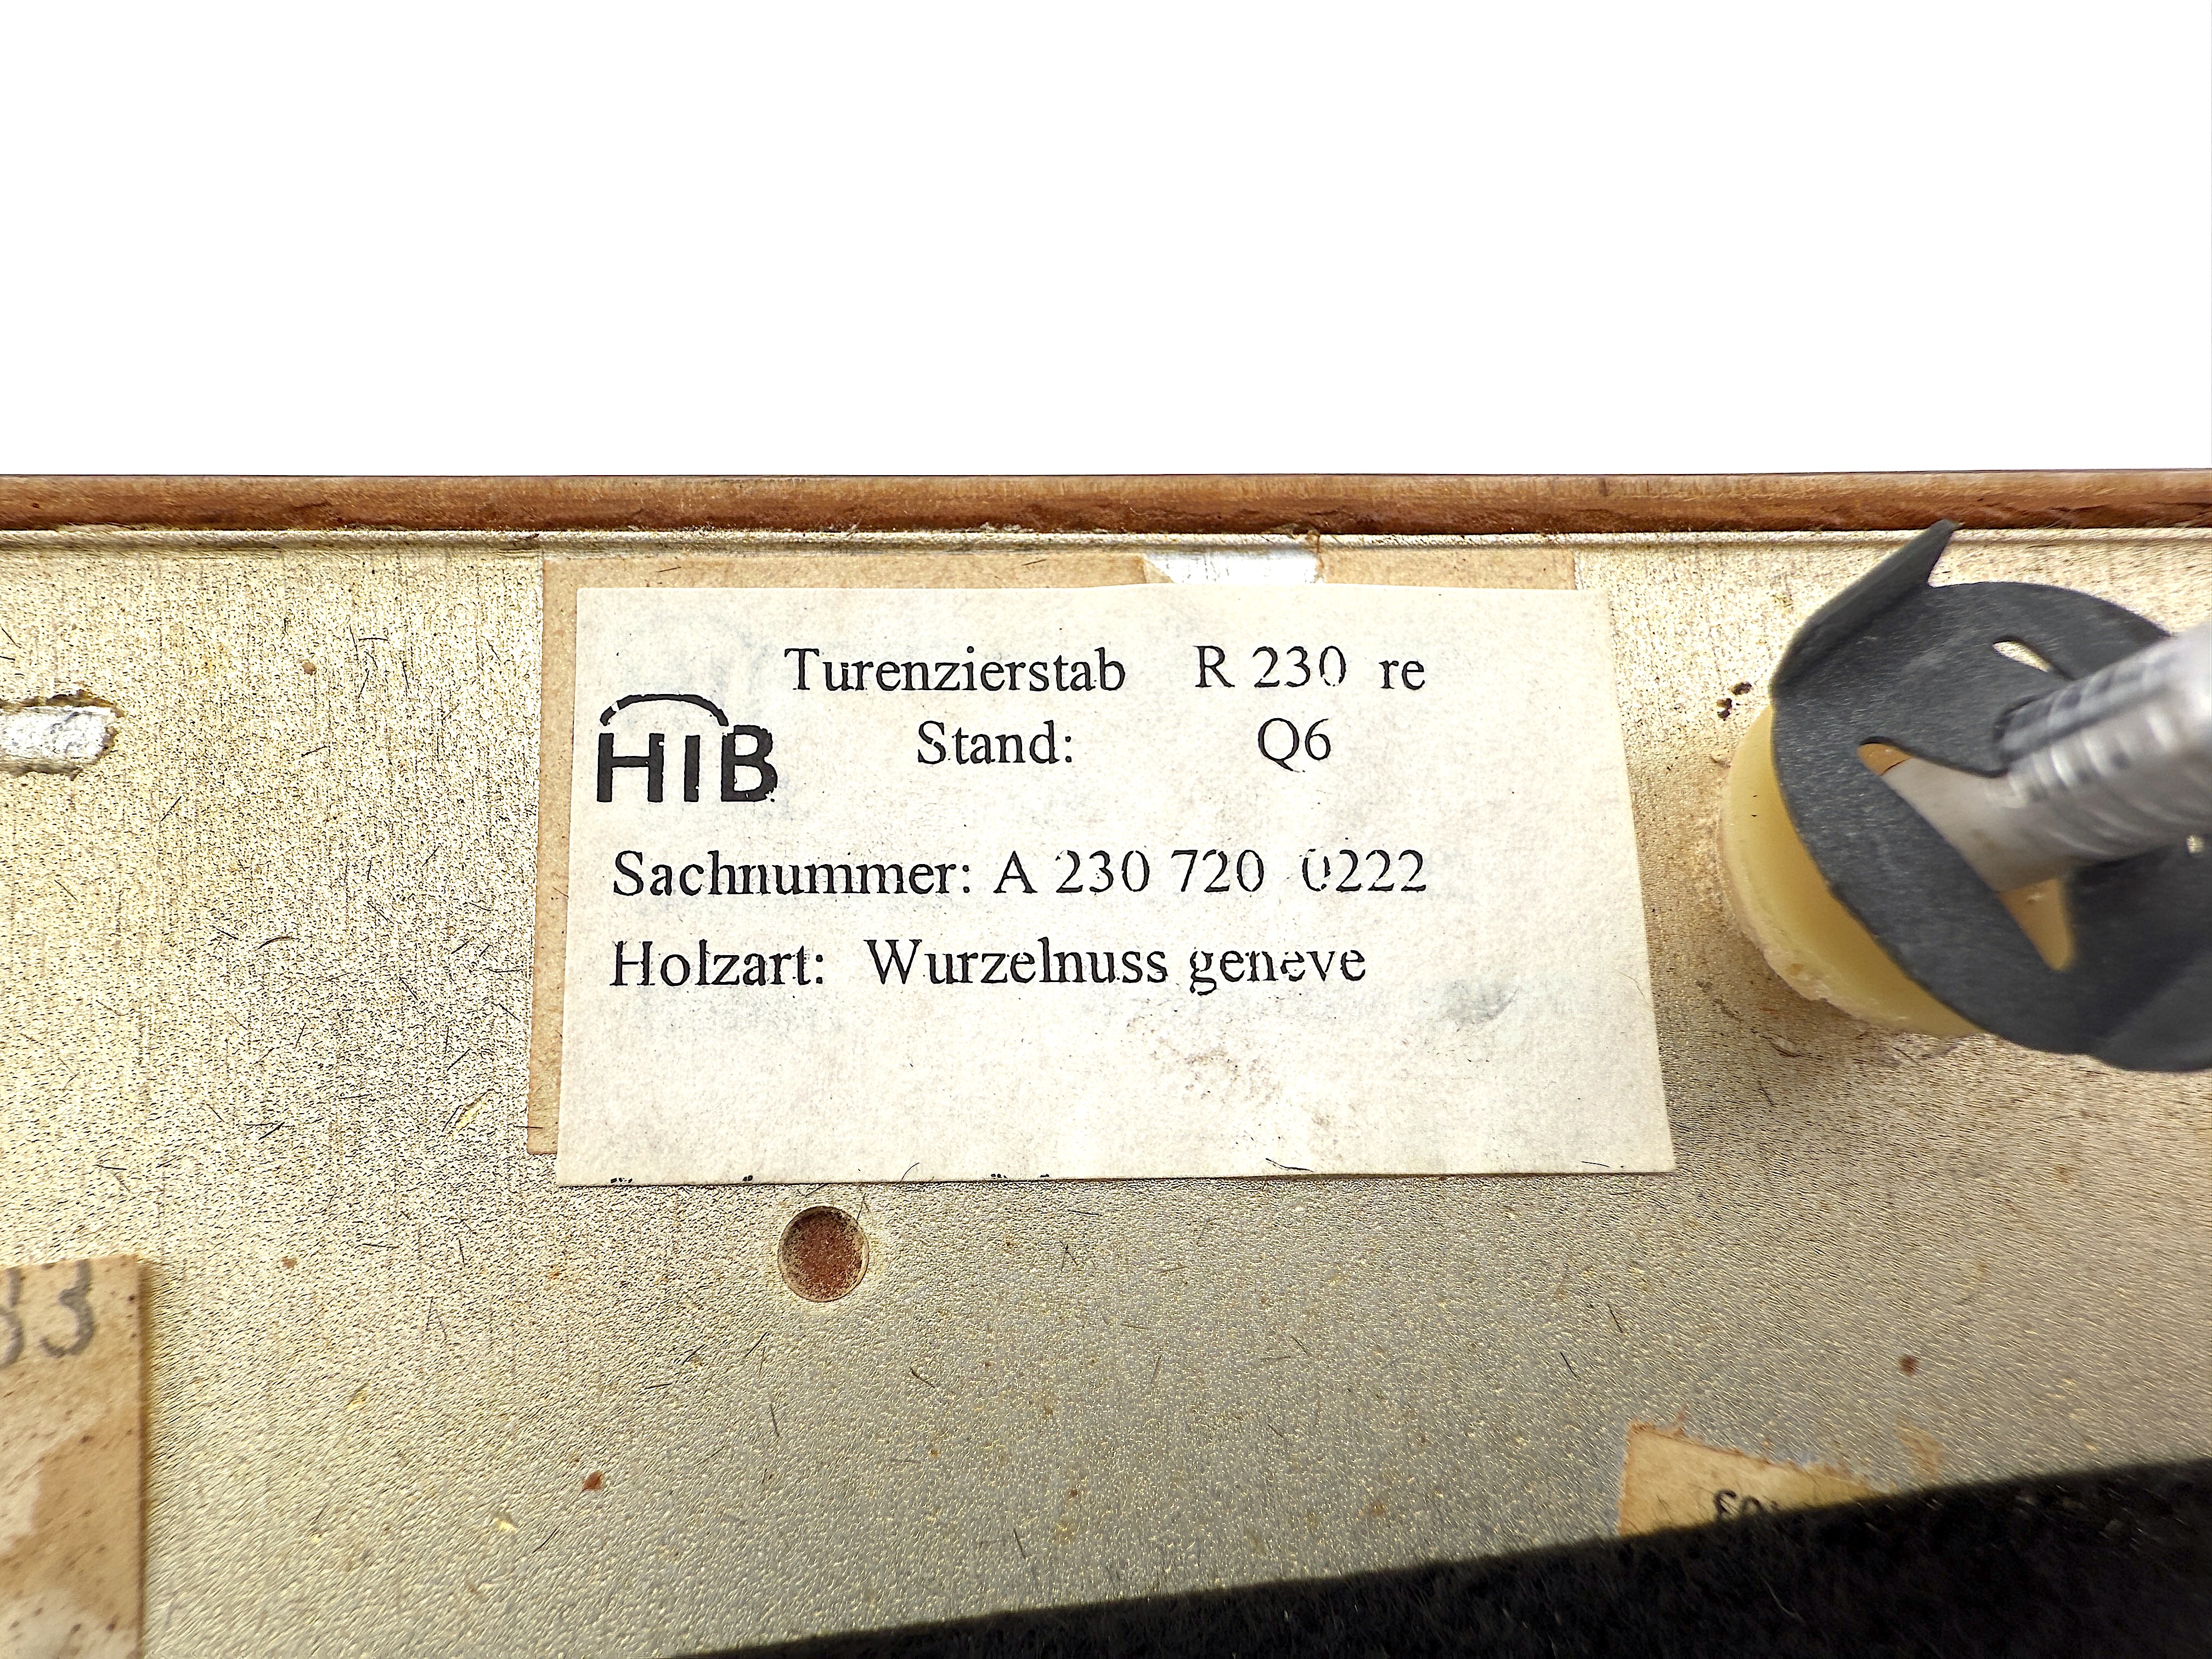 Turenzierstab R 230 re
HIB Stand: Q6
Sachnummer: A 230 720 0222
Holzart: Wurzelnuss geneve